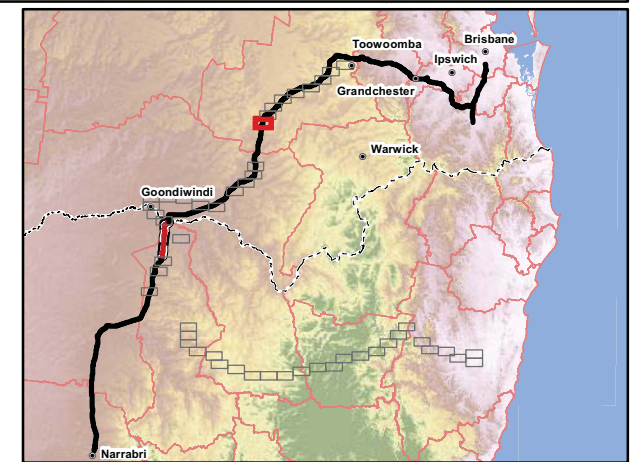 Brisbane
Toowoomba
Ipswich
Grandchester
Warwick
Goondiwindi
Narrabri